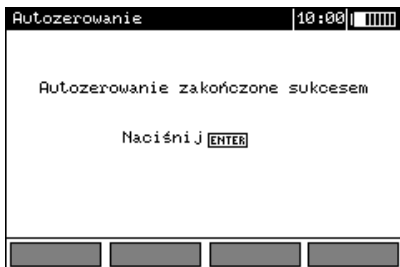 Autozerowanie 10:00
Autozerowanie zakończone sukcesem
Naciśnij ENTER